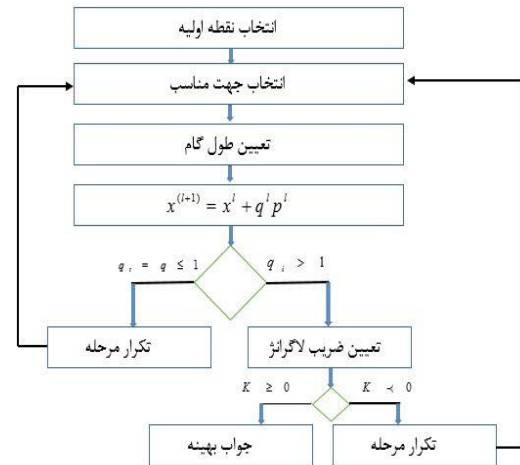 انتخاب نقطه اولیه
انتخاب جهت مناسب
تعیین طول گام
x^{(l+1)} = x^l + q^l p^l
q_i = q ≤ 1
q_i > 1
تکرار مرحله
تعیین ضریب لاگرانژ
K ≥ 0
K ≺ 0
جواب بهینه
تکرار مرحله